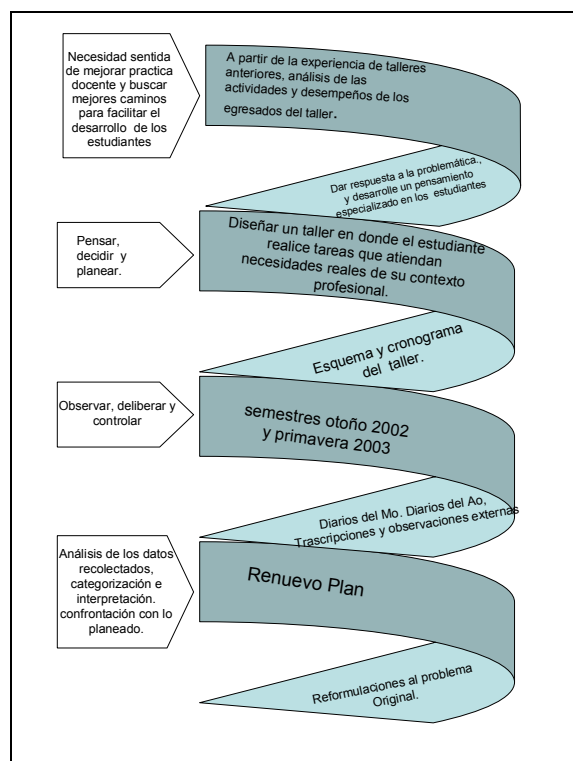 Necesidad sentida
de mejorar practica
docente y buscar
mejores caminos
para facilitar el
desarrollo de los
estudiantes
A partir de la experiencia de talleres
anteriores, análisis de las
actividades y desempeños de los
egresados del taller.
Dar respuesta a la problemática.,
y desarrolle un pensamiento
especializado en los estudiantes
Pensar,
decidir y
planear.
Diseñar un taller en donde el estudiante
realice tareas que atiendan
necesidades reales de su contexto
profesional.
Esquema y cronograma
del taller.
Observar, deliberar y
controlar
semestres otoño 2002
y primavera 2003
Diarios del Mo. Diarios del Ao,
Trascripciones y observaciones externas
Análisis de los datos
recolectados,
categorización e
interpretación.
confrontación con lo
planeado.
Renuevo Plan
Reformulaciones al problema
Original.